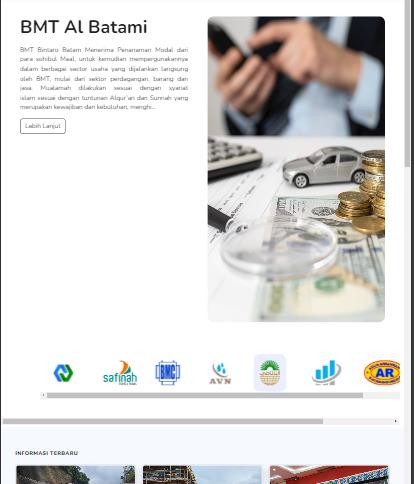 BMT Al Batami
BMT Bintaro Batam Menerima Penanaman Modal dari
para sohibul Maal, untuk kemudian mempergunakannya
dalam berbagai sector usaha yang dijalankan langsung
oleh BMT, mulai dari sektor perdagangan, barang dan
jasa. Muamalah dilakukan sesuai dengan syariat
islam sesuai dengan tuntunan Alqur'an dan Sunnah yang
merupakan kewajiban dan kebutuhan, menghi...
Lebih Lanjut
safinah
BMC
AVN
AR
INFORMASI TERBARU